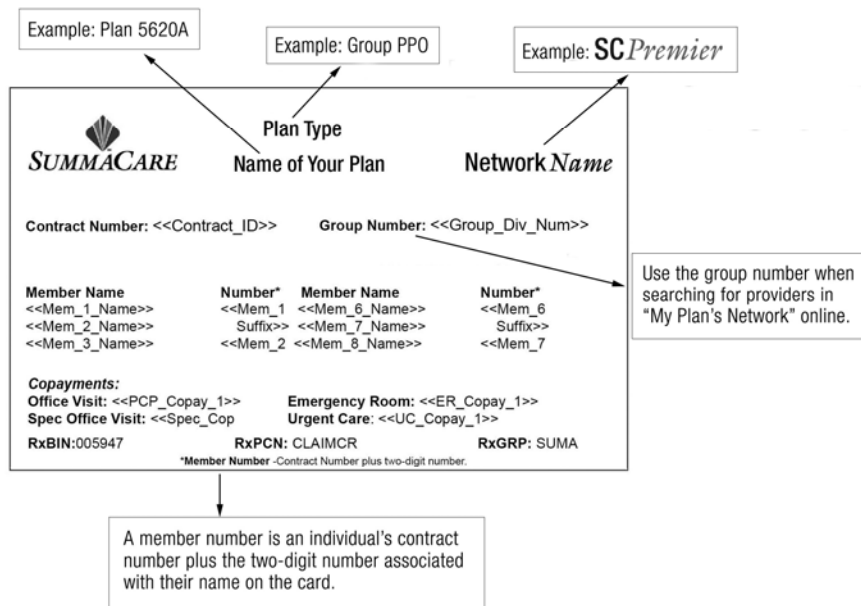 Example: Plan 5620A
Example: Group PPO
Example: SCPremier
SUMMACARE
Plan Type
Name of Your Plan
Network Name
Contract Number: <<Contract_ID>> Group Number: <<Group_Div_Num>>
Use the group number when
searching for providers in
“My Plan’s Network” online.
Member Name Number* Member Name Number*
<<Mem_1_Name>> <<Mem_1 <<Mem_6_Name>> <<Mem_6
<<Mem_2_Name>> Suffix>> <<Mem_7_Name>> Suffix>>
<<Mem_3_Name>> <<Mem_2 <<Mem_8_Name>> <<Mem_7
Copayments:
Office Visit: <<PCP_Copay_1>> Emergency Room: <<ER_Copay_1>>
Spec Office Visit: <<Spec_Cop Urgent Care: <<UC_Copay_1>>
RxBIN:005947 RxPCN: CLAIMCR RxGRP: SUMA
*Member Number -Contract Number plus two-digit number.
A member number is an individual’s contract
number plus the two-digit number associated
with their name on the card.